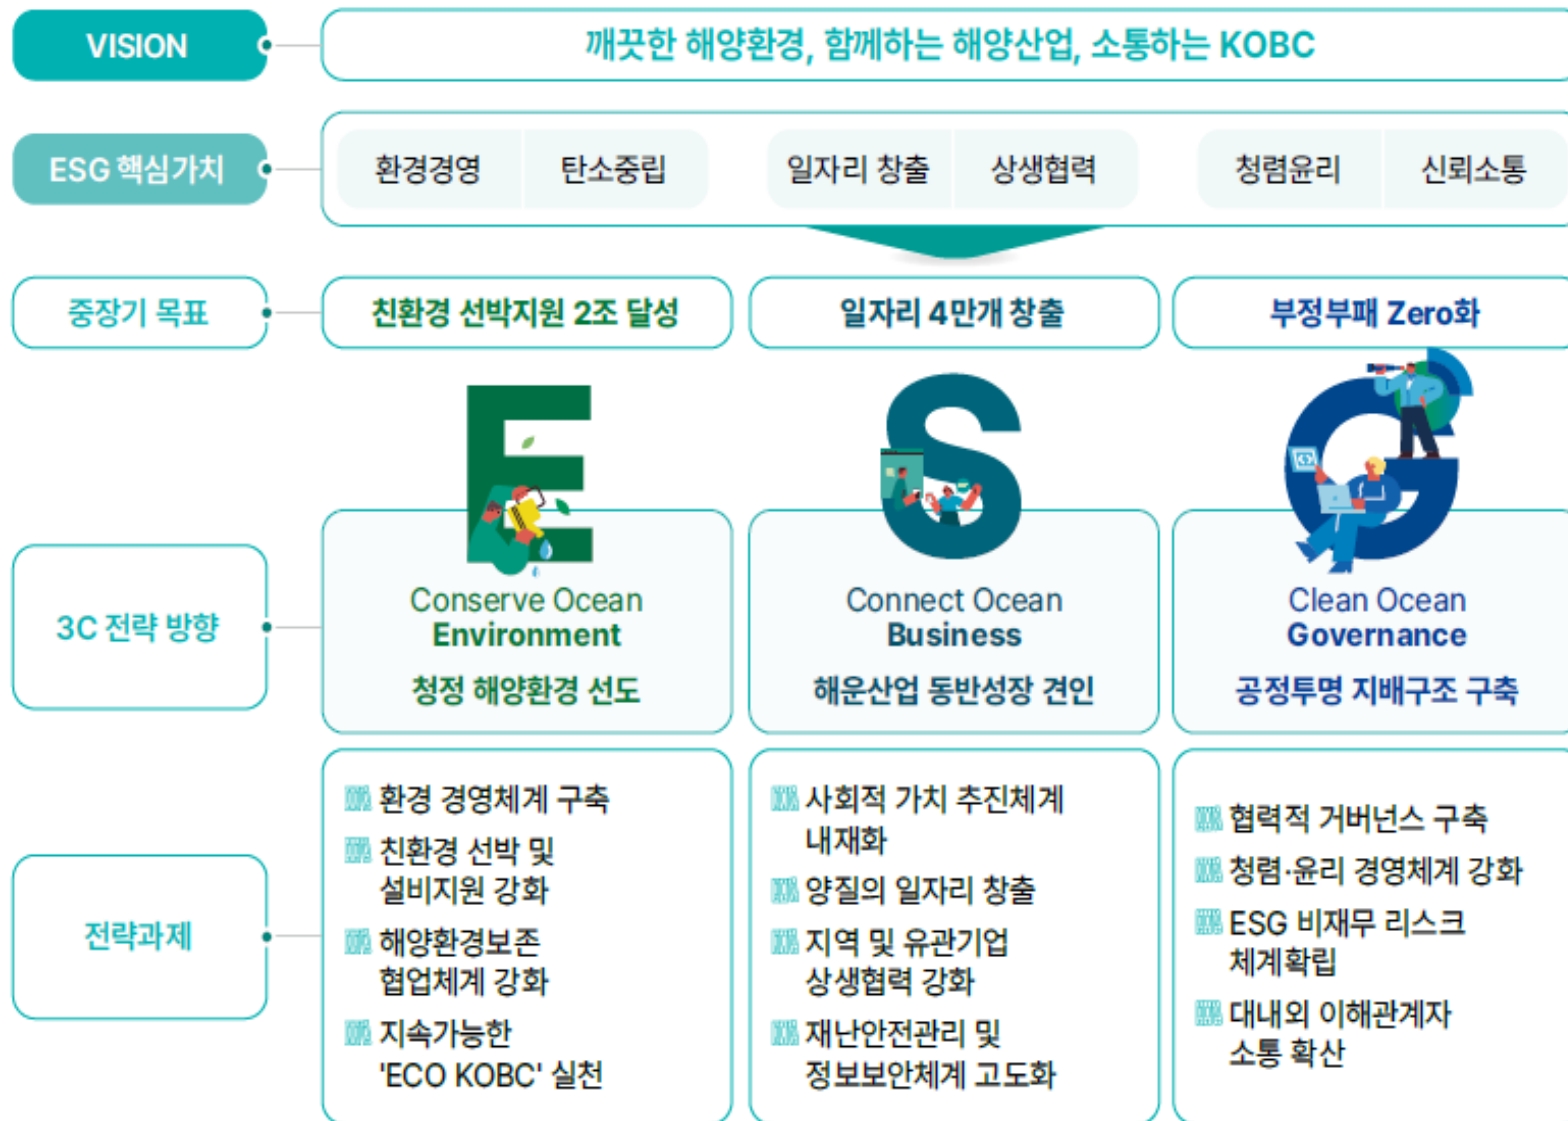 VISION
깨끗한 해양환경, 함께하는 해양산업, 소통하는 KOBC
ESG 핵심가치
환경경영
탄소중립
일자리 창출
상생협력
청렴윤리
신뢰소통
중장기 목표
친환경 선박지원 2조 달성
일자리 4만개 창출
부정부패 Zero화
3C 전략 방향
E
Conserve Ocean
Environment
청정 해양환경 선도
S
Connect Ocean
Business
해운산업 동반성장 견인
G
Clean Ocean
Governance
공정투명 지배구조 구축
전략과제
환경 경영체계 구축
친환경 선박 및
설비지원 강화
해양환경보존
협업체계 강화
지속가능한
'ECO KOBC' 실천
사회적 가치 추진체계
내재화
양질의 일자리 창출
지역 및 유관기업
상생협력 강화
재난안전관리 및
정보보안체계 고도화
협력적 거버넌스 구축
청렴·윤리 경영체계 강화
ESG 비재무 리스크
체계확립
대내외 이해관계자
소통 확산